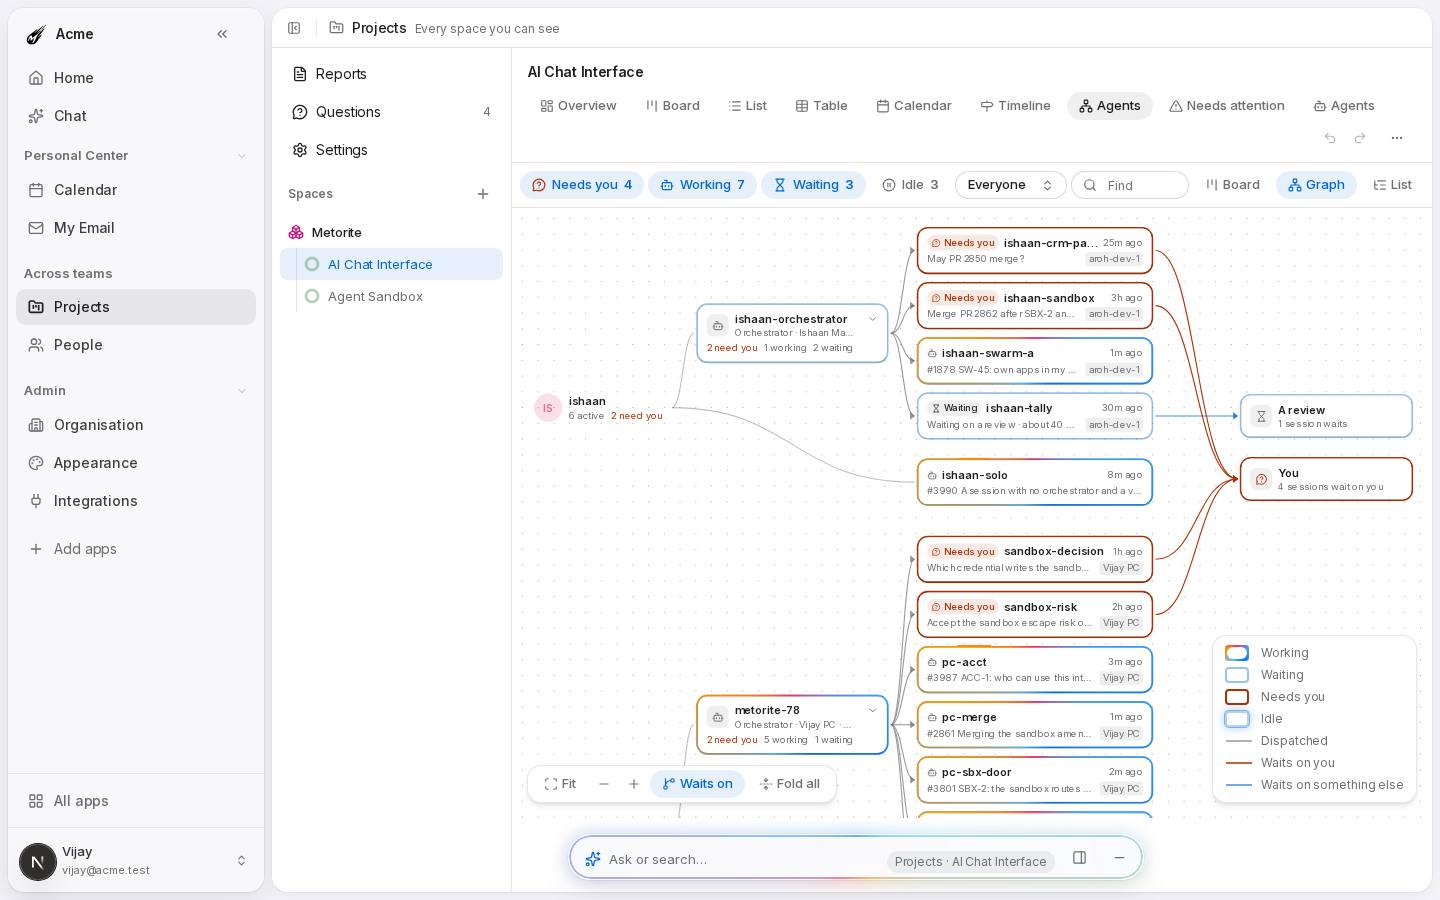 Acme
Home
Chat
Personal Center
Calendar
My Email
Across teams
Projects
People
Admin
Organisation
Appearance
Integrations
Add apps
All apps
Vijay
vijay@acme.test
Projects Every space you can see
Reports
Questions 4
Settings
Spaces
Metorite
AI Chat Interface
Agent Sandbox
AI Chat Interface
Overview Board List Table Calendar Timeline Agents Needs attention Agents
Needs you 4 Working 7 Waiting 3 Idle 3 Everyone Find Board Graph List
IS
ishaan
6 active 2 need you
ishaan-orchestrator
Orchestrator · Ishaan Ma...
2 need you 1 working 2 waiting
Needs you ishaan-crm-pa... 25m ago
May PR 2850 merge? aroh-dev-1
Needs you ishaan-sandbox 3h ago
Merge PR 2862 after SBX-2 an... aroh-dev-1
ishaan-swarm-a 1m ago
#1878 SW-45: own apps in my ... aroh-dev-1
Waiting ishaan-tally 30m ago
Waiting on a review · about 40 ... aroh-dev-1
ishaan-solo 8m ago
#3990 A session with no orchestrator and a v...
A review
1 session waits
You
4 sessions wait on you
metorite-78
Orchestrator · Vijay PC · ...
2 need you 5 working 1 waiting
Needs you sandbox-decision 1h ago
Which credential writes the sandb... Vijay PC
Needs you sandbox-risk 2h ago
Accept the sandbox escape risk o... Vijay PC
pc-acct 3m ago
#3987 ACC-1: who can use this int... Vijay PC
pc-merge 1m ago
#2861 Merging the sandbox amen... Vijay PC
pc-sbx-door 2m ago
#3801 SBX-2: the sandbox routes ... Vijay PC
Working
Waiting
Needs you
Idle
Dispatched
Waits on you
Waits on something else
Fit Waits on Fold all
Ask or search... Projects · AI Chat Interface